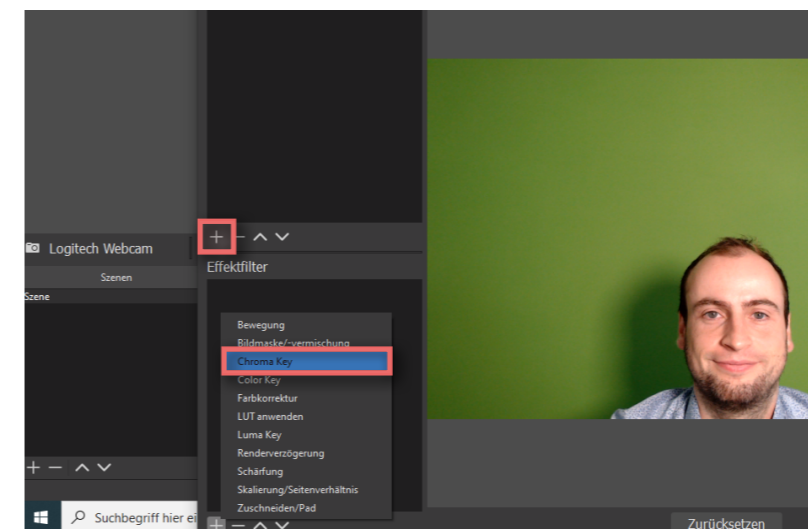 Logitech Webcam
Szenen
Szene
Effektfilter
Bewegung
Bildmaske/-vermischung
Chroma Key
Color Key
Farbkorrektur
LUT anwenden
Luma Key
Renderverzögerung
Schärfung
Skalierung/Seitenverhältnis
Zuschneiden/Pad
Suchbegriff hier ei
Zurücksetzen